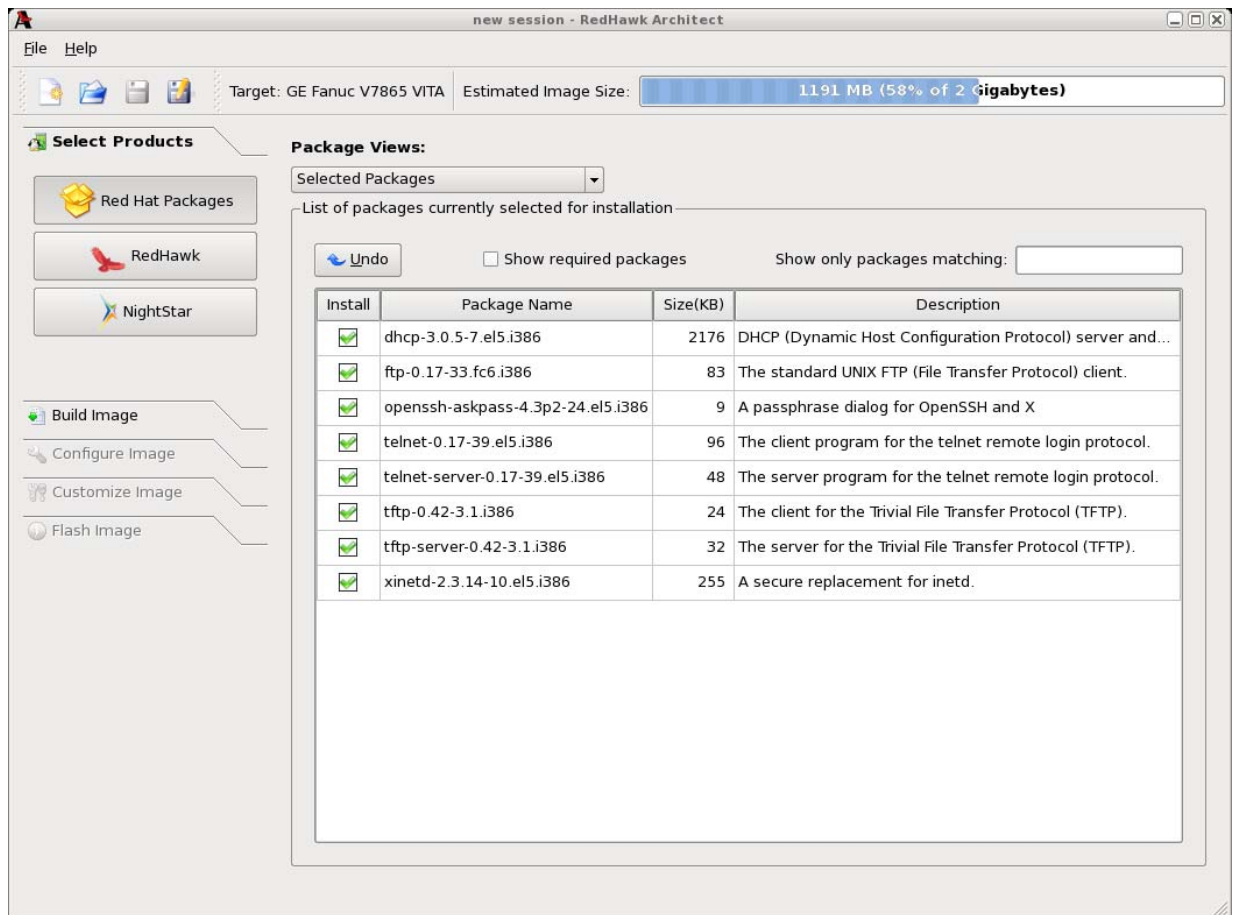 new session - RedHawk Architect
File Help
Target: GE Fanuc V7865 VITA Estimated Image Size: 1191 MB (58% of 2 Gigabytes)
Select Products
Red Hat Packages
RedHawk
NightStar
Build Image
Configure Image
Customize Image
Flash Image
Package Views:
Selected Packages
List of packages currently selected for installation
Undo Show required packages Show only packages matching:
Install Package Name Size(KB) Description
dhcp-3.0.5-7.el5.i386 2176 DHCP (Dynamic Host Configuration Protocol) server and...
ftp-0.17-33.fc6.i386 83 The standard UNIX FTP (File Transfer Protocol) client.
openssh-askpass-4.3p2-24.el5.i386 9 A passphrase dialog for OpenSSH and X
telnet-0.17-39.el5.i386 96 The client program for the telnet remote login protocol.
telnet-server-0.17-39.el5.i386 48 The server program for the telnet remote login protocol.
tftp-0.42-3.1.i386 24 The client for the Trivial File Transfer Protocol (TFTP).
tftp-server-0.42-3.1.i386 32 The server for the Trivial File Transfer Protocol (TFTP).
xinetd-2.3.14-10.el5.i386 255 A secure replacement for inetd.